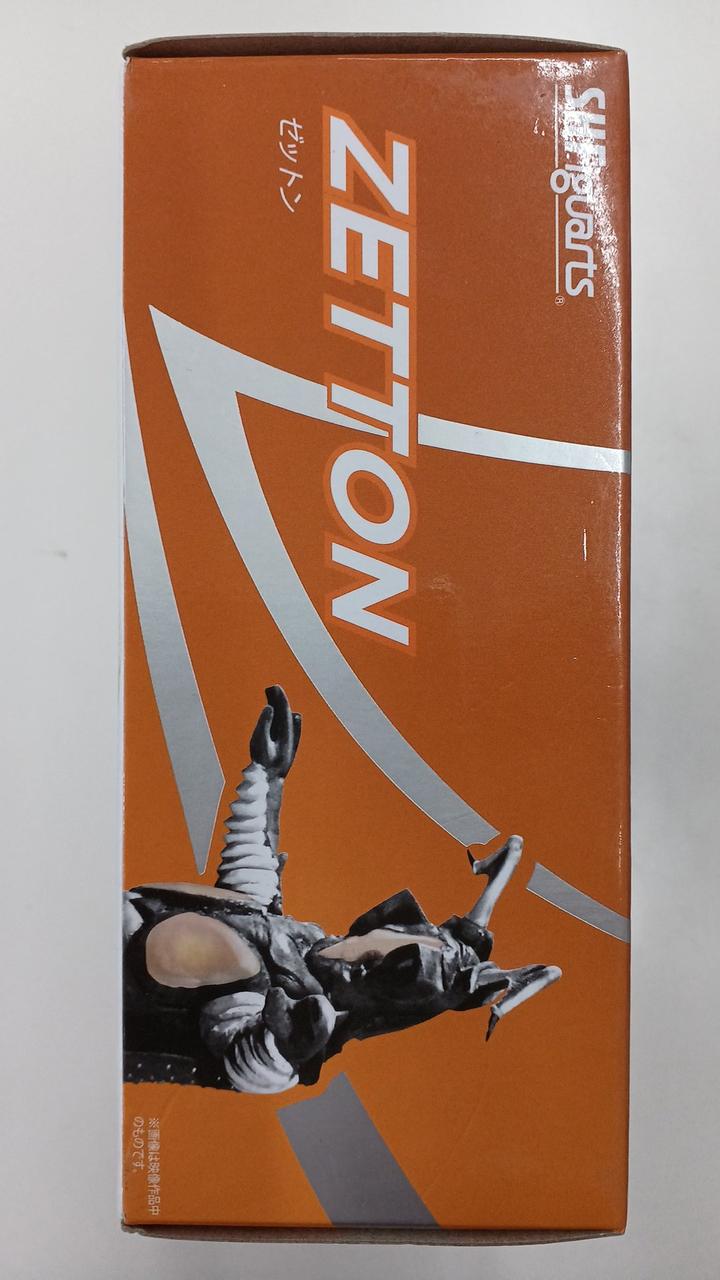 S.H.Figuarts®
ZETTON
ゼットン
※画像は映像作品中
のものです。